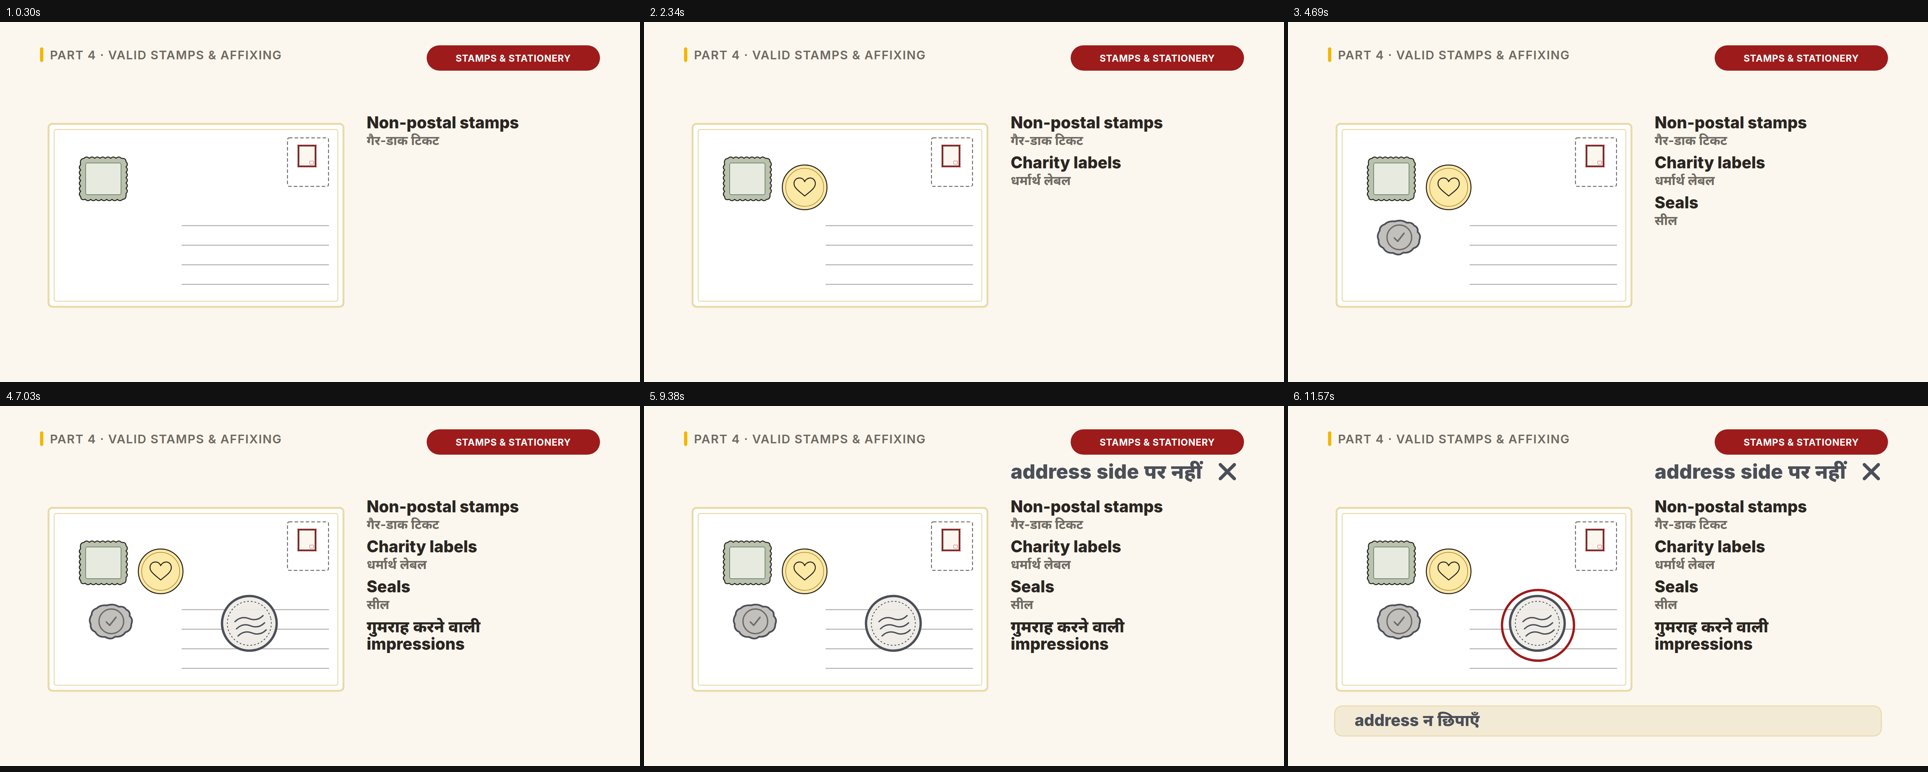 1. 0.30s
PART 4 · VALID STAMPS & AFFIXING
STAMPS & STATIONERY
Non-postal stamps
गैर-डाक टिकट
2. 2.34s
PART 4 · VALID STAMPS & AFFIXING
STAMPS & STATIONERY
Non-postal stamps
गैर-डाक टिकट
Charity labels
धर्मार्थ लेबल
3. 4.69s
PART 4 · VALID STAMPS & AFFIXING
STAMPS & STATIONERY
Non-postal stamps
गैर-डाक टिकट
Charity labels
धर्मार्थ लेबल
Seals
सील
4. 7.03s
PART 4 · VALID STAMPS & AFFIXING
STAMPS & STATIONERY
Non-postal stamps
गैर-डाक टिकट
Charity labels
धर्मार्थ लेबल
Seals
सील
गुमराह करने वाली
impressions
5. 9.38s
PART 4 · VALID STAMPS & AFFIXING
STAMPS & STATIONERY
address side पर नहीं
Non-postal stamps
गैर-डाक टिकट
Charity labels
धर्मार्थ लेबल
Seals
सील
गुमराह करने वाली
impressions
6. 11.57s
PART 4 · VALID STAMPS & AFFIXING
STAMPS & STATIONERY
address side पर नहीं
Non-postal stamps
गैर-डाक टिकट
Charity labels
धर्मार्थ लेबल
Seals
सील
गुमराह करने वाली
impressions
address न छिपाएँ